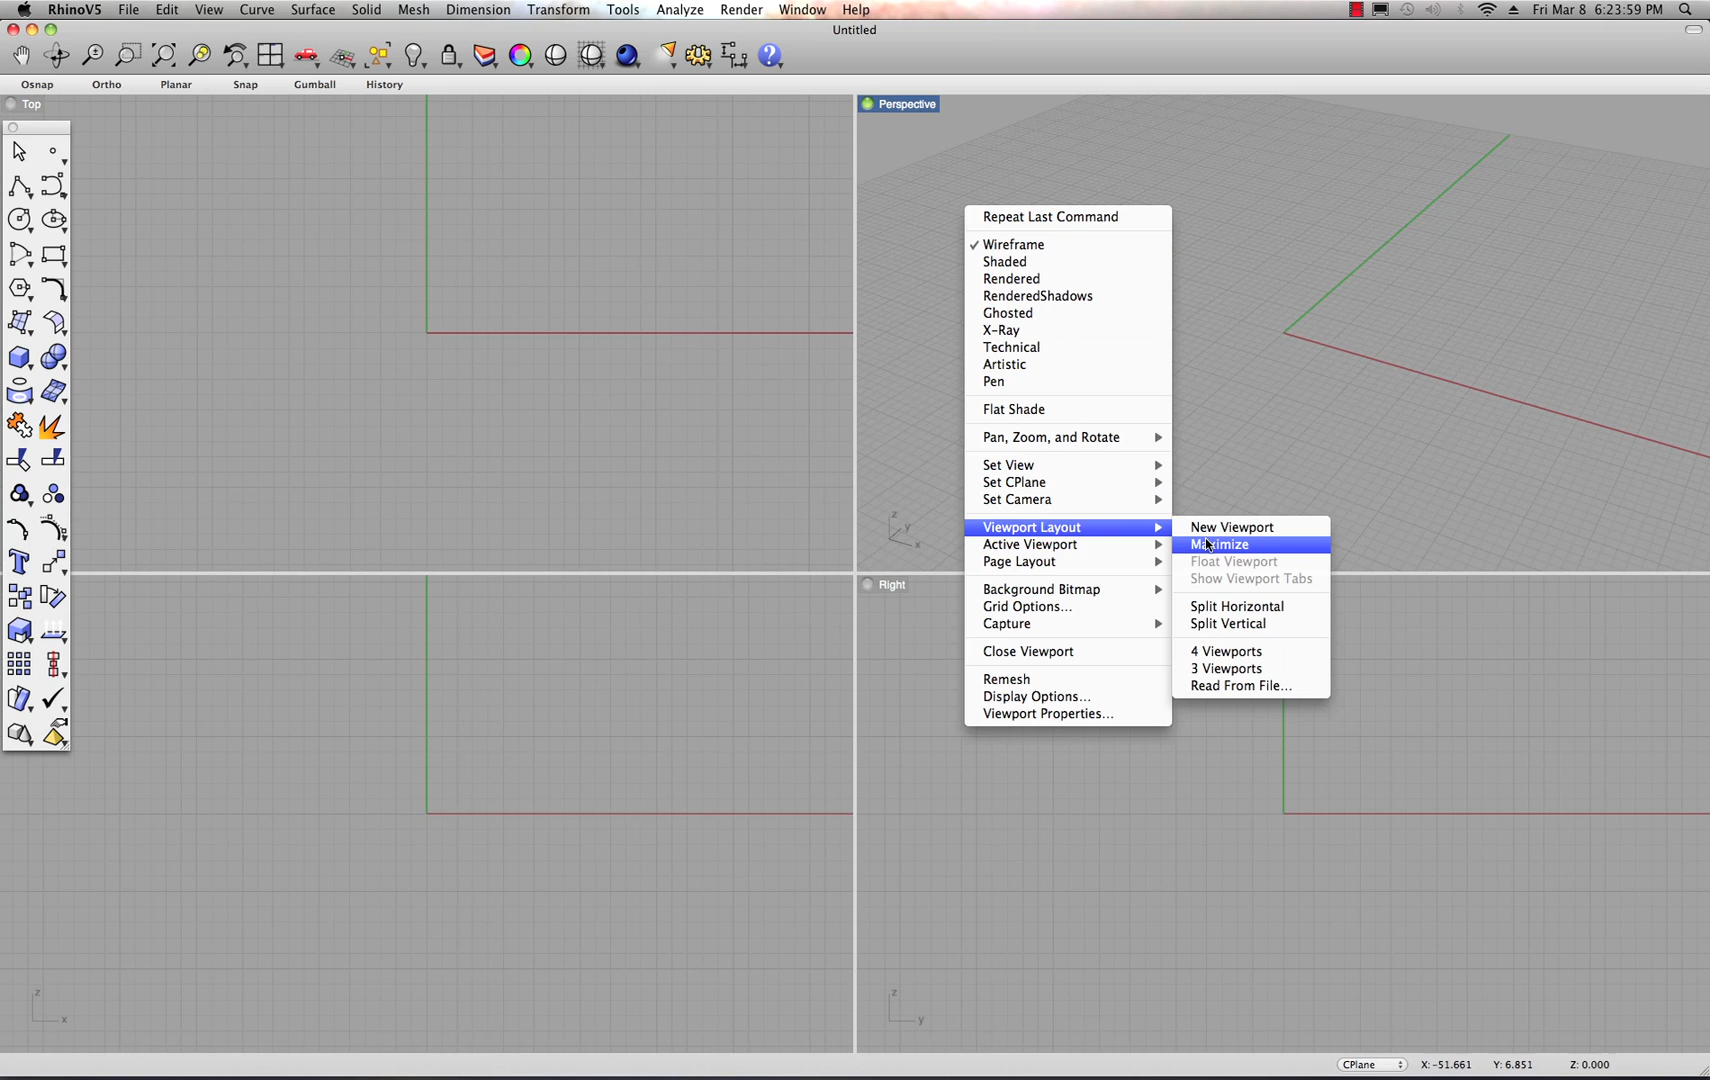 RhinoV5 File Edit View Curve Surface Solid Mesh Dimension Transform Tools Analyze Render Window Help Fri Mar 8 6:23:59 PM
Untitled
Osnap Ortho Planar Snap Gumball History
Top
Perspective
Repeat Last Command
Wireframe
Shaded
Rendered
RenderedShadows
Ghosted
X-Ray
Technical
Artistic
Pen
Flat Shade
Pan, Zoom, and Rotate
Set View
Set CPlane
Set Camera
Viewport Layout
Active Viewport
Page Layout
Background Bitmap
Grid Options...
Capture
Close Viewport
Remesh
Display Options...
Viewport Properties...
New Viewport
Maximize
Float Viewport
Show Viewport Tabs
Split Horizontal
Split Vertical
4 Viewports
3 Viewports
Read From File...
z
y
x
Right
z
x
z
y
CPlane X: -51.661 Y: 6.851 Z: 0.000